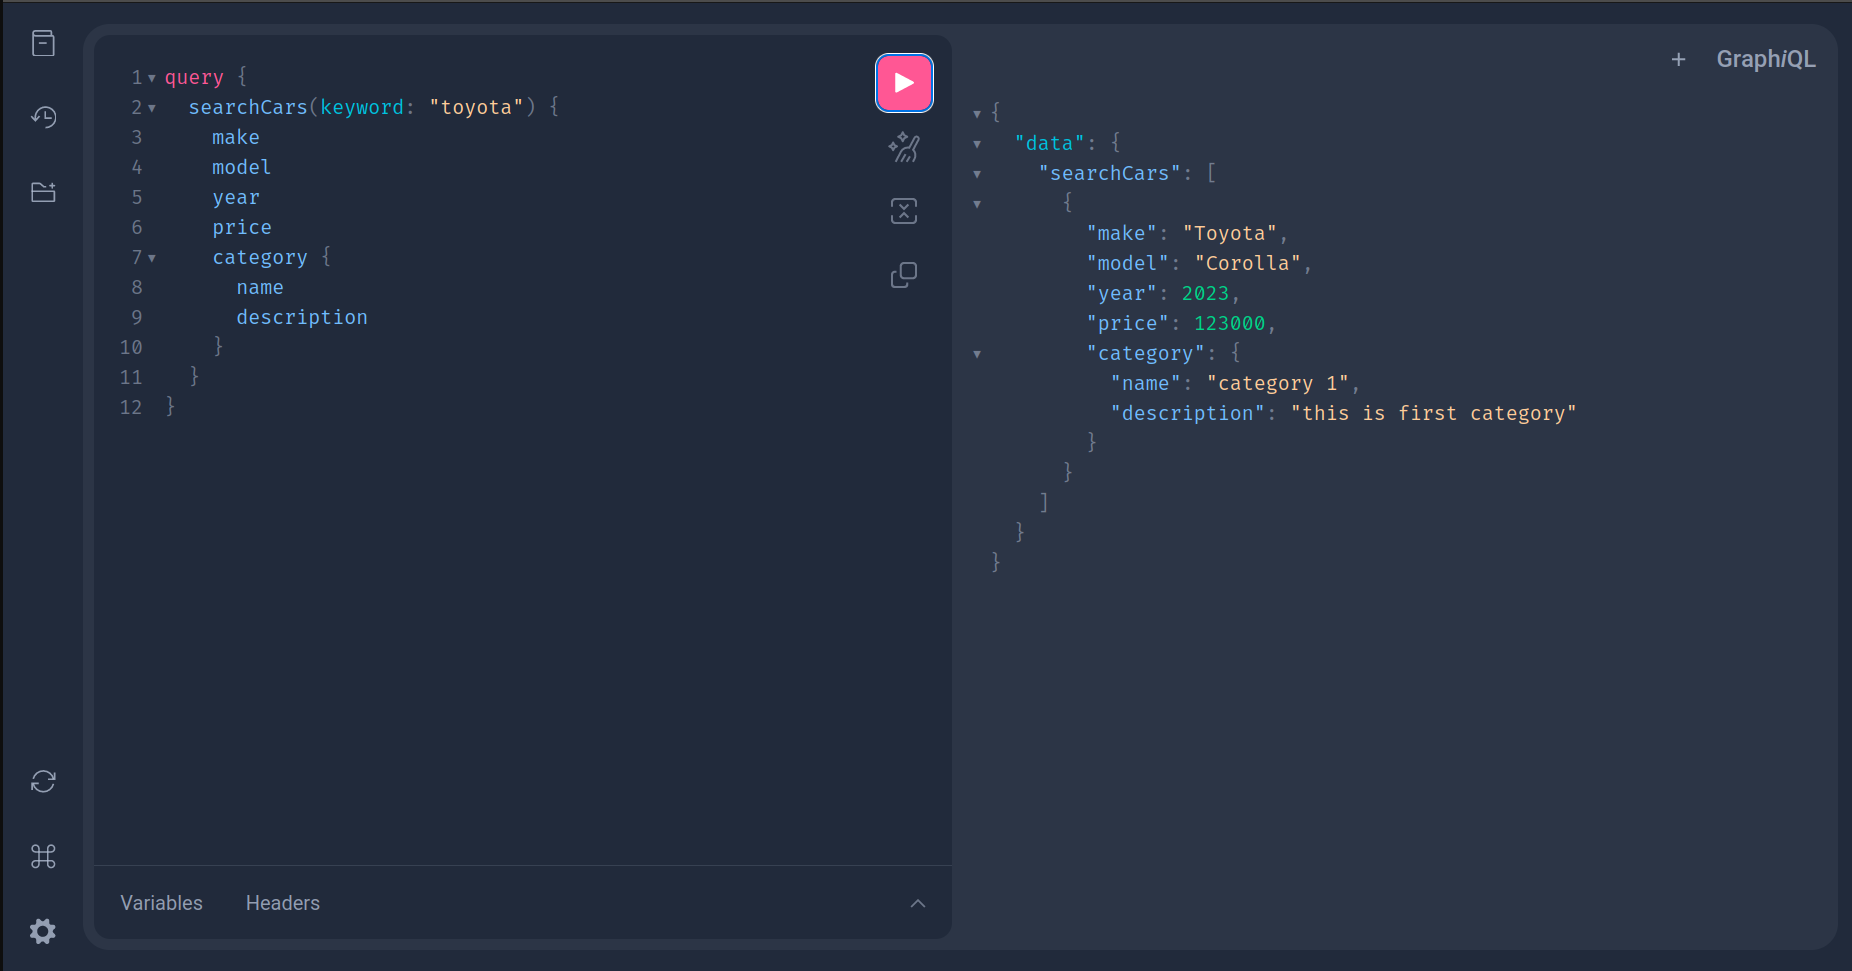 1 query {
2   searchCars(keyword: "toyota") {
3     make
4     model
5     year
6     price
7     category {
8       name
9       description
10     }
11   }
12 }
Variables Headers
+ GraphiQL
{
  "data": {
    "searchCars": [
      {
        "make": "Toyota",
        "model": "Corolla",
        "year": 2023,
        "price": 123000,
        "category": {
          "name": "category 1",
          "description": "this is first category"
        }
      }
    ]
  }
}